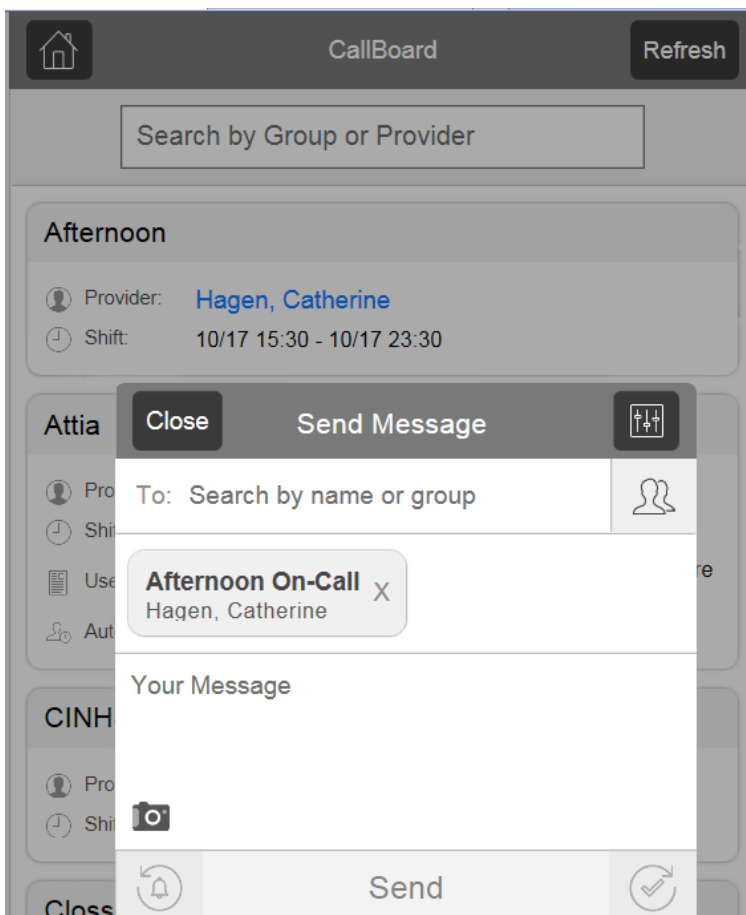 CallBoard
Refresh
Search by Group or Provider
Afternoon
Provider: Hagen, Catherine
Shift: 10/17 15:30 - 10/17 23:30
Attia
Close
Send Message
To: Search by name or group
Afternoon On-Call X
Hagen, Catherine
Your Message
CINH
Send